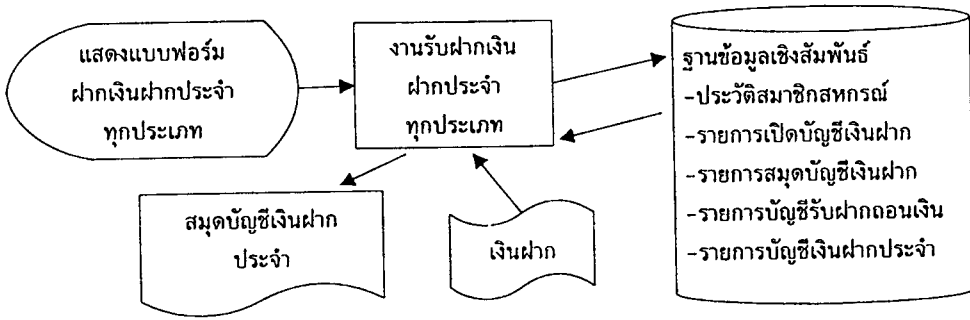 แสดงแบบฟอร์ม
ฝากเงินฝากประจำ
ทุกประเภท
งานรับฝากเงิน
ฝากประจำ
ทุกประเภท
ฐานข้อมูลเชิงสัมพันธ์
-ประวัติสมาชิกสหกรณ์
-รายการเปิดบัญชีเงินฝาก
-รายการสมุดบัญชีเงินฝาก
-รายการบัญชีรับฝากถอนเงิน
-รายการบัญชีเงินฝากประจำ
สมุดบัญชีเงินฝาก
ประจำ
เงินฝาก